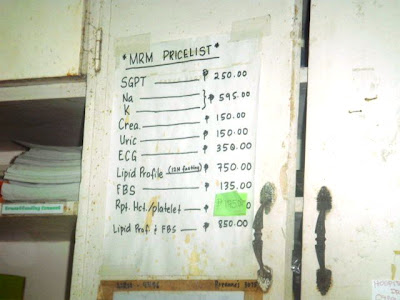 * MRM PRICELIST *
SGPT ₱ 250.00
Na
K } ₱ 595.00
Crea. ₱ 150.00
Uric ₱ 150.00
ECG ₱ 350.00
Lipid Profile (12H fasting) ₱ 750.00
FBS ₱ 135.00
Rpt. Hct./platelet ₱
Lipid Prof. + FBS ₱ 850.00